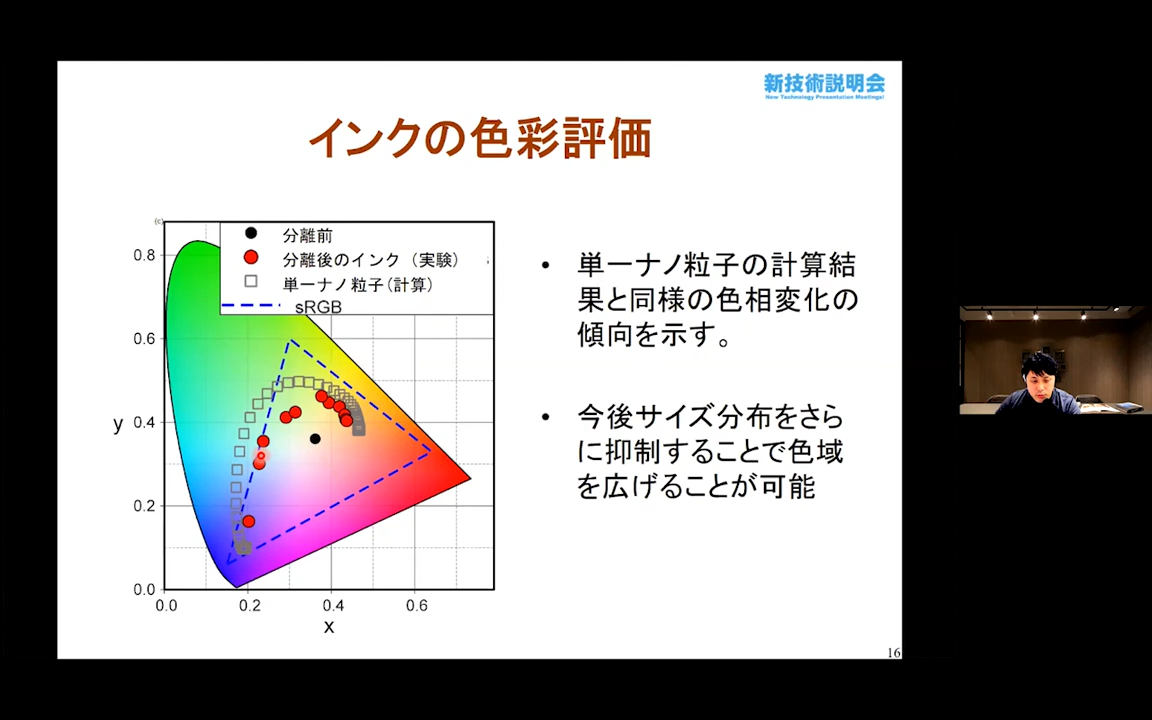 新技術説明会
New Technology Presentation Meetings!
インクの色彩評価
(c)
分離前
分離後のインク（実験）
単一ナノ粒子(計算)
sRGB
0.8
0.6
0.4
0.2
0.0
y
0.0 0.2 0.4 0.6
x
• 単一ナノ粒子の計算結
果と同様の色相変化の
傾向を示す。
• 今後サイズ分布をさら
に抑制することで色域
を広げることが可能
16